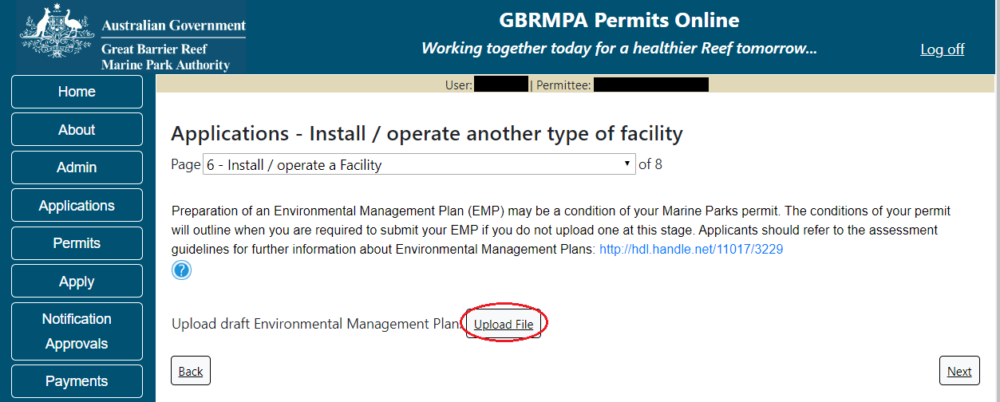 Australian Government
Great Barrier Reef
Marine Park Authority
GBRMPA Permits Online
Working together today for a healthier Reef tomorrow...
Log off
User: | Permittee:
Home
About
Admin
Applications
Permits
Apply
Notification
Approvals
Payments
Applications - Install / operate another type of facility
Page 6 - Install / operate a Facility of 8
Preparation of an Environmental Management Plan (EMP) may be a condition of your Marine Parks permit. The conditions of your permit
will outline when you are required to submit your EMP if you do not upload one at this stage. Applicants should refer to the assessment
guidelines for further information about Environmental Management Plans: http://hdl.handle.net/11017/3229
?
Upload draft Environmental Management Plan: Upload File
Back
Next